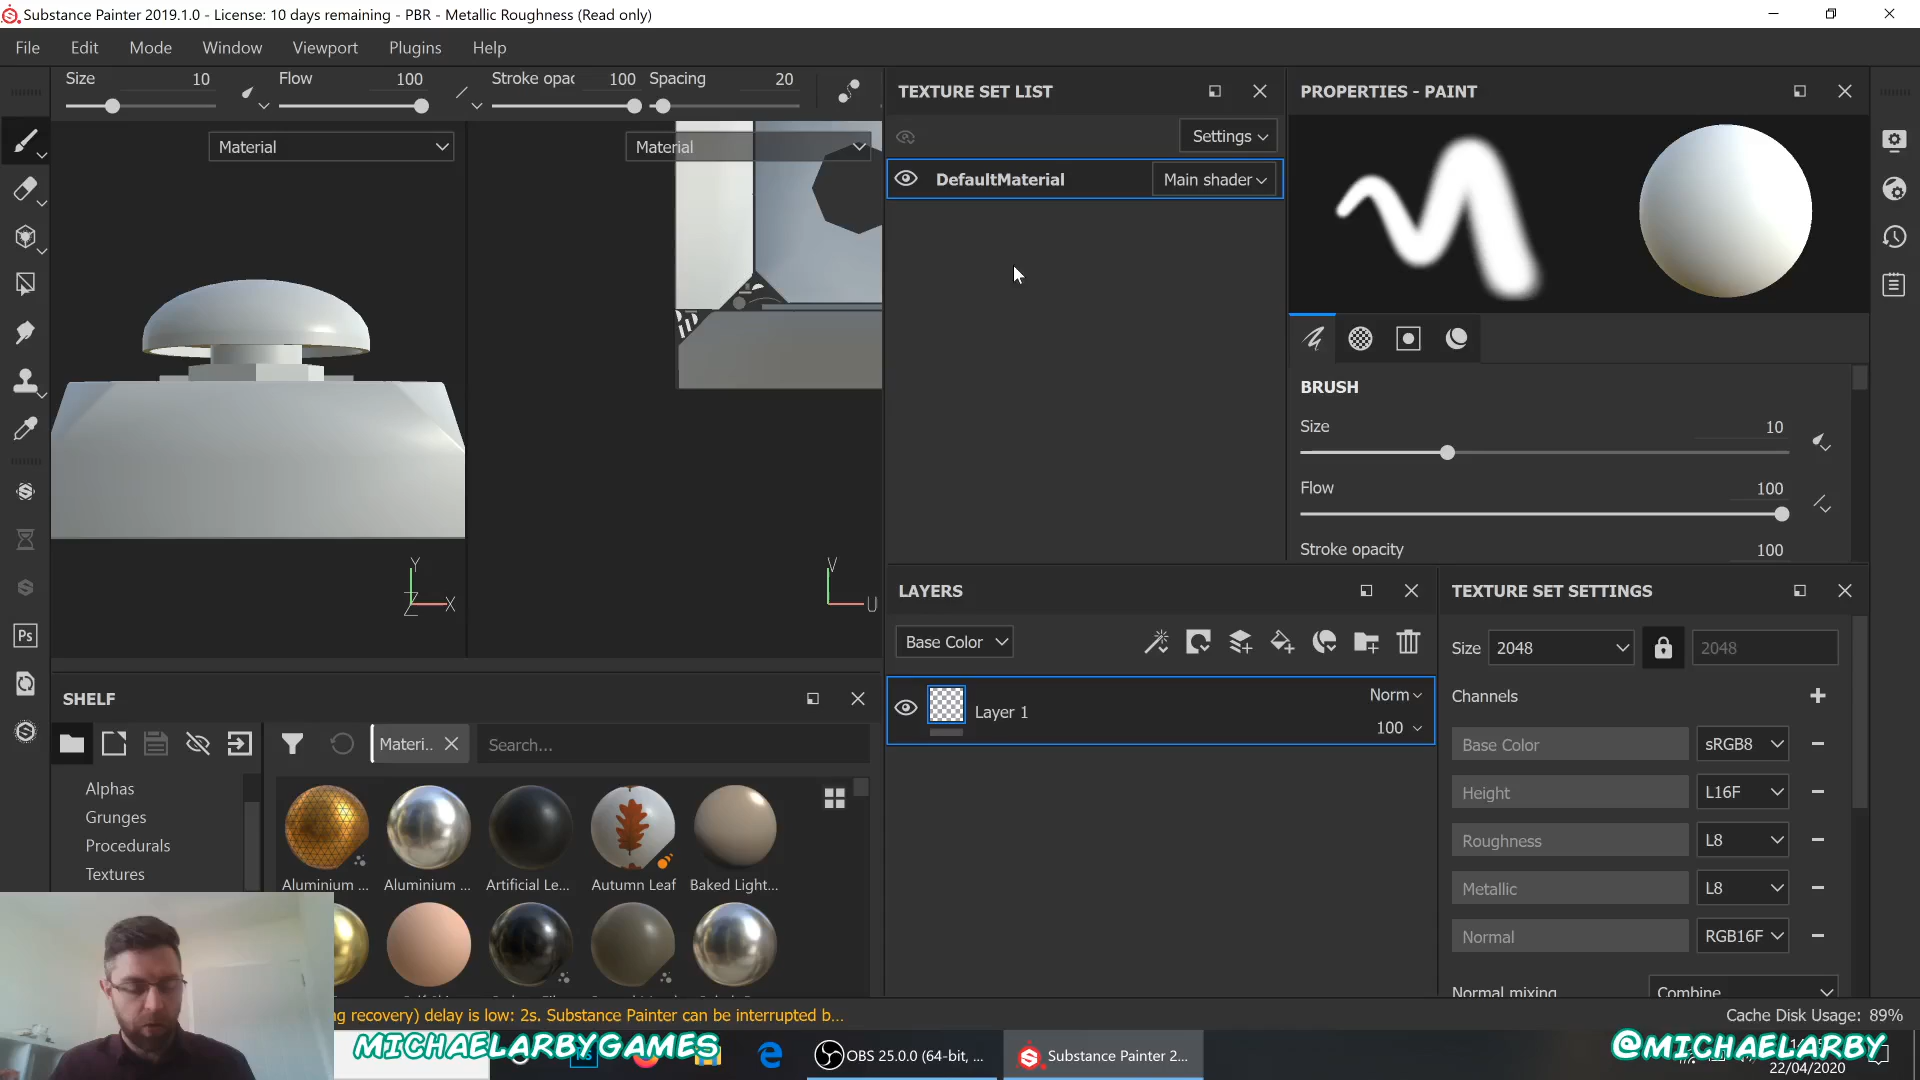 Substance Painter 2019.1.0 - License: 10 days remaining - PBR - Metallic Roughness (Read only)
File Edit Mode Window Viewport Plugins Help
Size 10 Flow 100 Stroke opac 100 Spacing 20
Material
Material
TEXTURE SET LIST
Settings
DefaultMaterial Main shader
PROPERTIES - PAINT
BRUSH
Size 10
Flow 100
Stroke opacity 100
Y
Z X
V
U
LAYERS
Base Color
Layer 1 Norm
100
TEXTURE SET SETTINGS
Size 2048 2048
Channels
Base Color sRGB8
Height L16F
Roughness L8
Metallic L8
Normal RGB16F
Normal mixing Combine
SHELF
Materi.. Search...
Alphas
Grunges
Procedurals
Textures
Aluminium ... Aluminium ... Artificial Le... Autumn Leaf Baked Light...
g recovery) delay is low: 2s. Substance Painter can be interrupted b...
Cache Disk Usage: 89%
MICHAELARBYGAMES
Ps
OBS 25.0.0 (64-bit, ...
Substance Painter 2...
@MICHAELARBY
22/04/2020